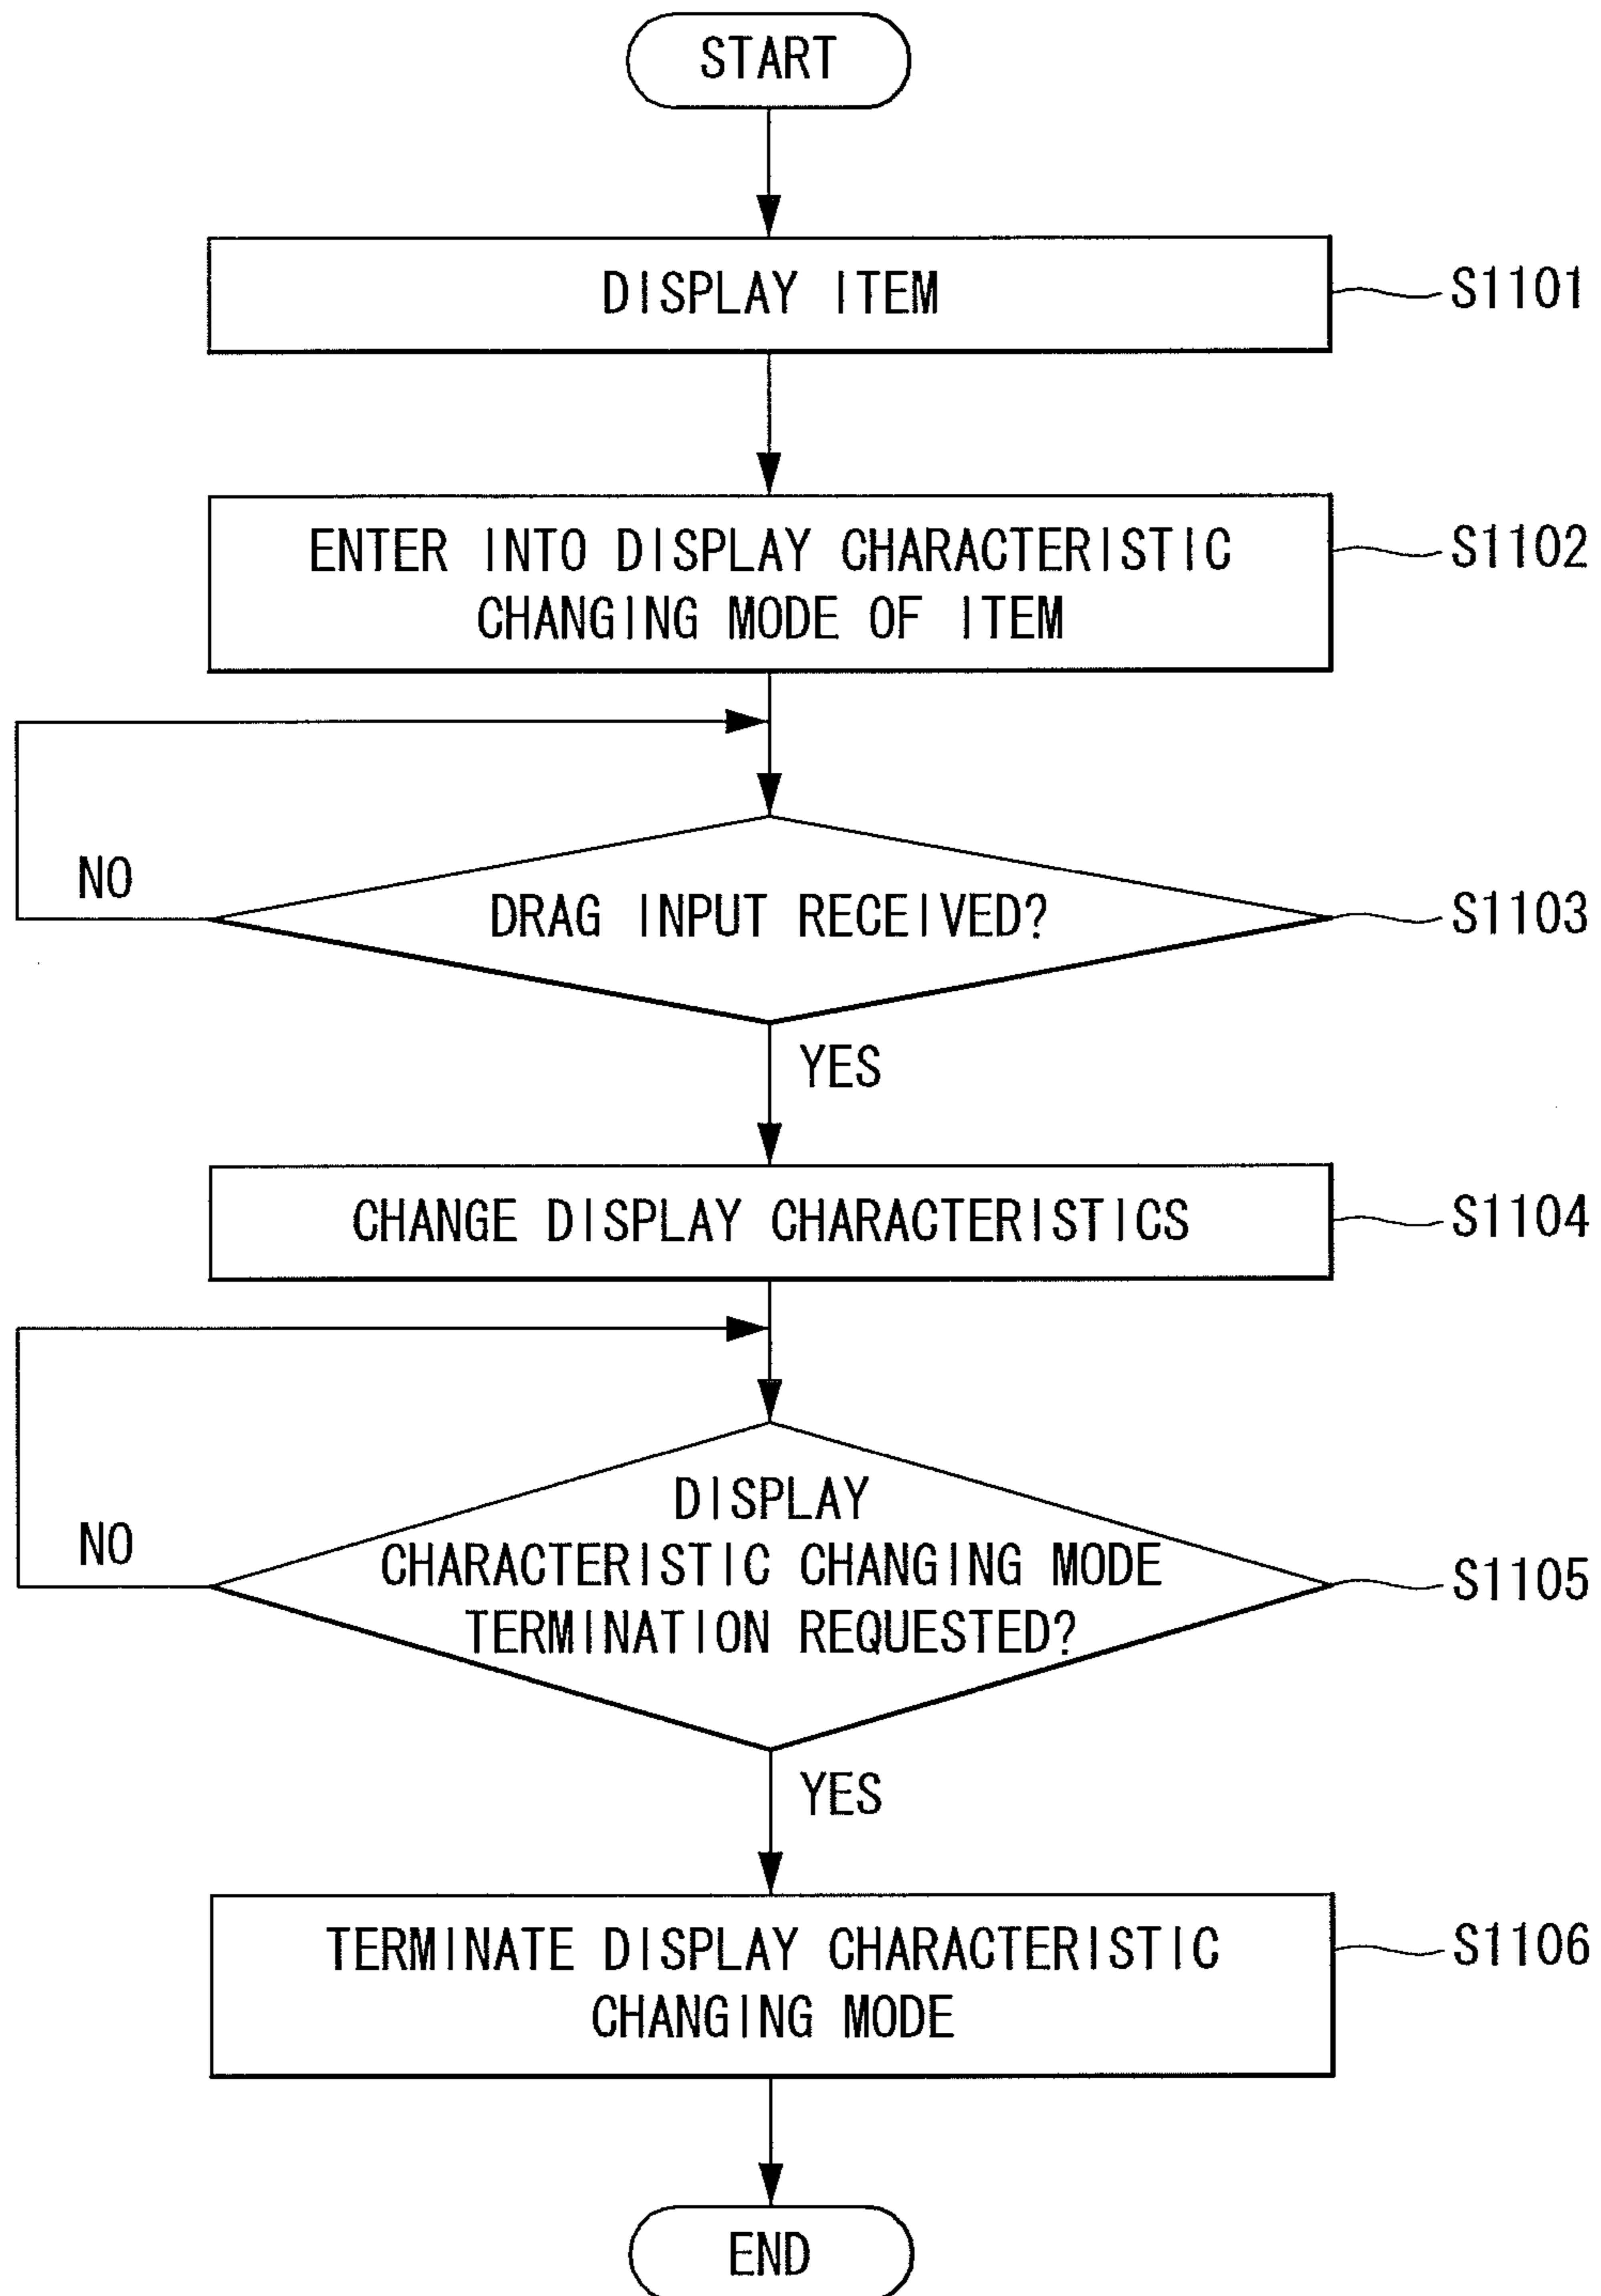 START
DISPLAY ITEM
S1101
ENTER INTO DISPLAY CHARACTERISTIC
CHANGING MODE OF ITEM
S1102
NO
DRAG INPUT RECEIVED?
S1103
YES
CHANGE DISPLAY CHARACTERISTICS
S1104
NO
DISPLAY
CHARACTERISTIC CHANGING MODE
TERMINATION REQUESTED?
S1105
YES
TERMINATE DISPLAY CHARACTERISTIC
CHANGING MODE
S1106
END